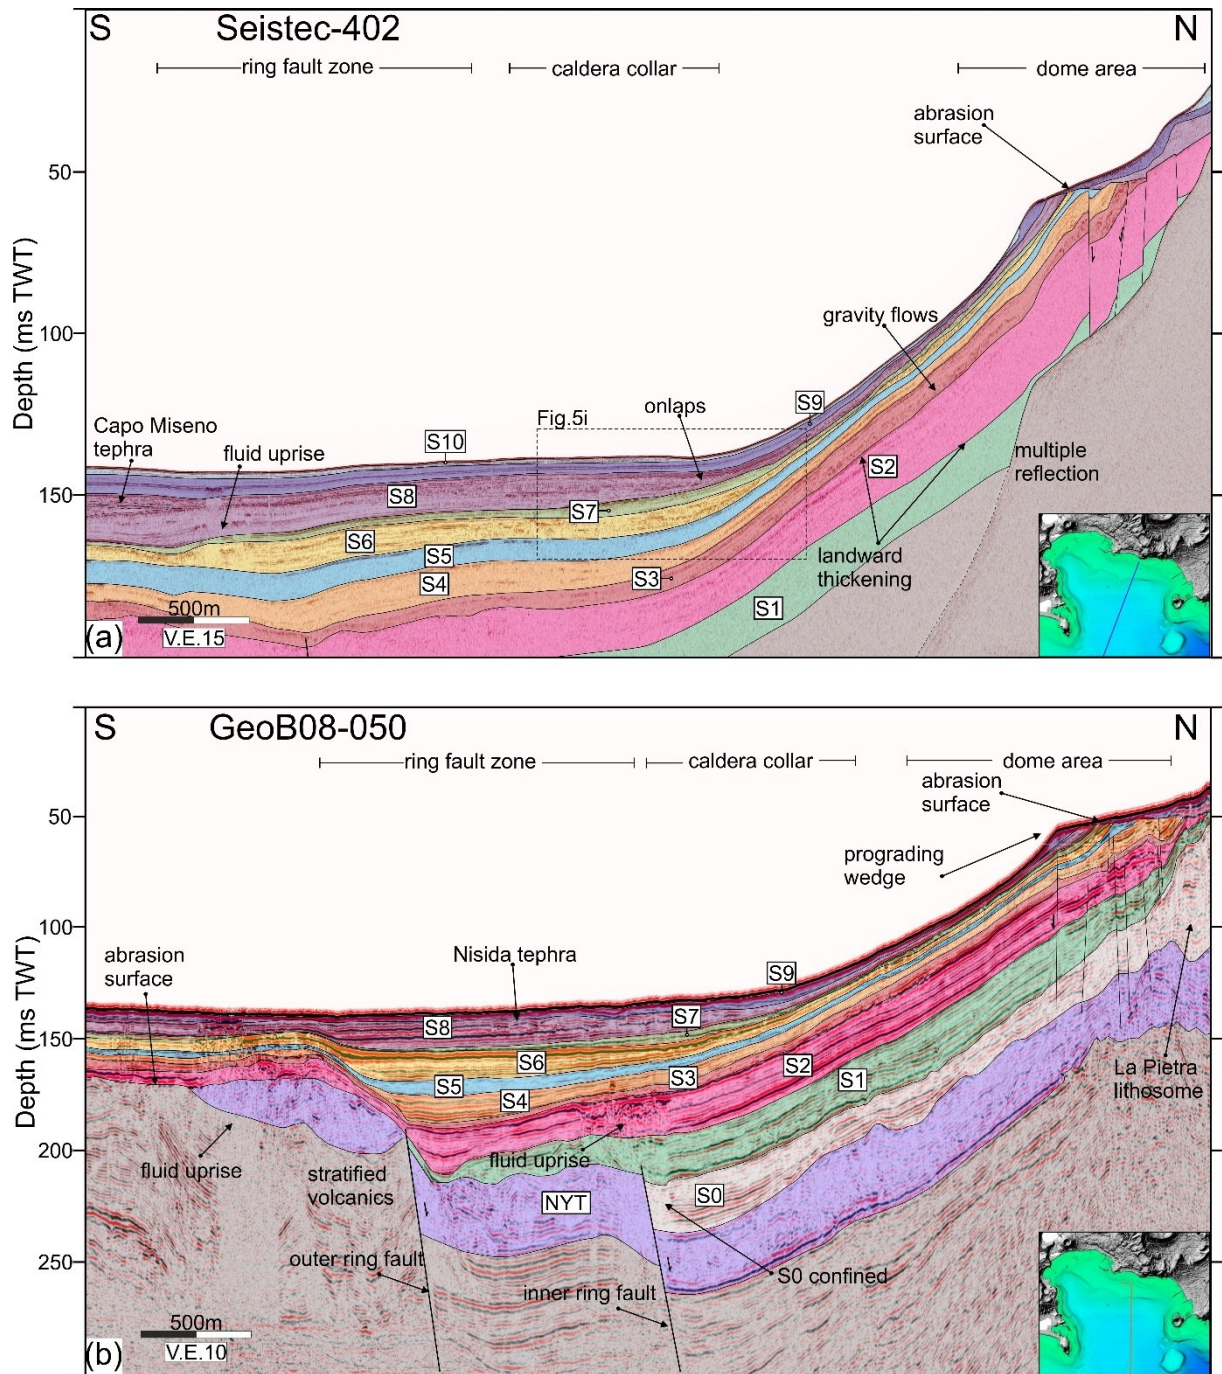 S Seistec-402 N
ring fault zone caldera collar dome area
abrasion
surface
50
100
150
Depth (ms TWT)
gravity flows
Fig.5i
onlaps
S9
Capo Miseno
tephra
fluid uprise
S10
S8
S7
S6
S5
S4
S3
S2
S1
multiple
reflection
landward
thickening
500m
V.E.15
(a)
S GeoB08-050 N
ring fault zone caldera collar dome area
abrasion
surface
50
100
150
200
250
Depth (ms TWT)
prograding
wedge
abrasion
surface
Nisida tephra
S9
S8
S7
S6
S5
S4
S3
S2
S1
La Pietra
lithosome
fluid uprise
stratified
volcanics
fluid uprise
NYT
S0
outer ring fault
inner ring fault
S0 confined
500m
V.E.10
(b)